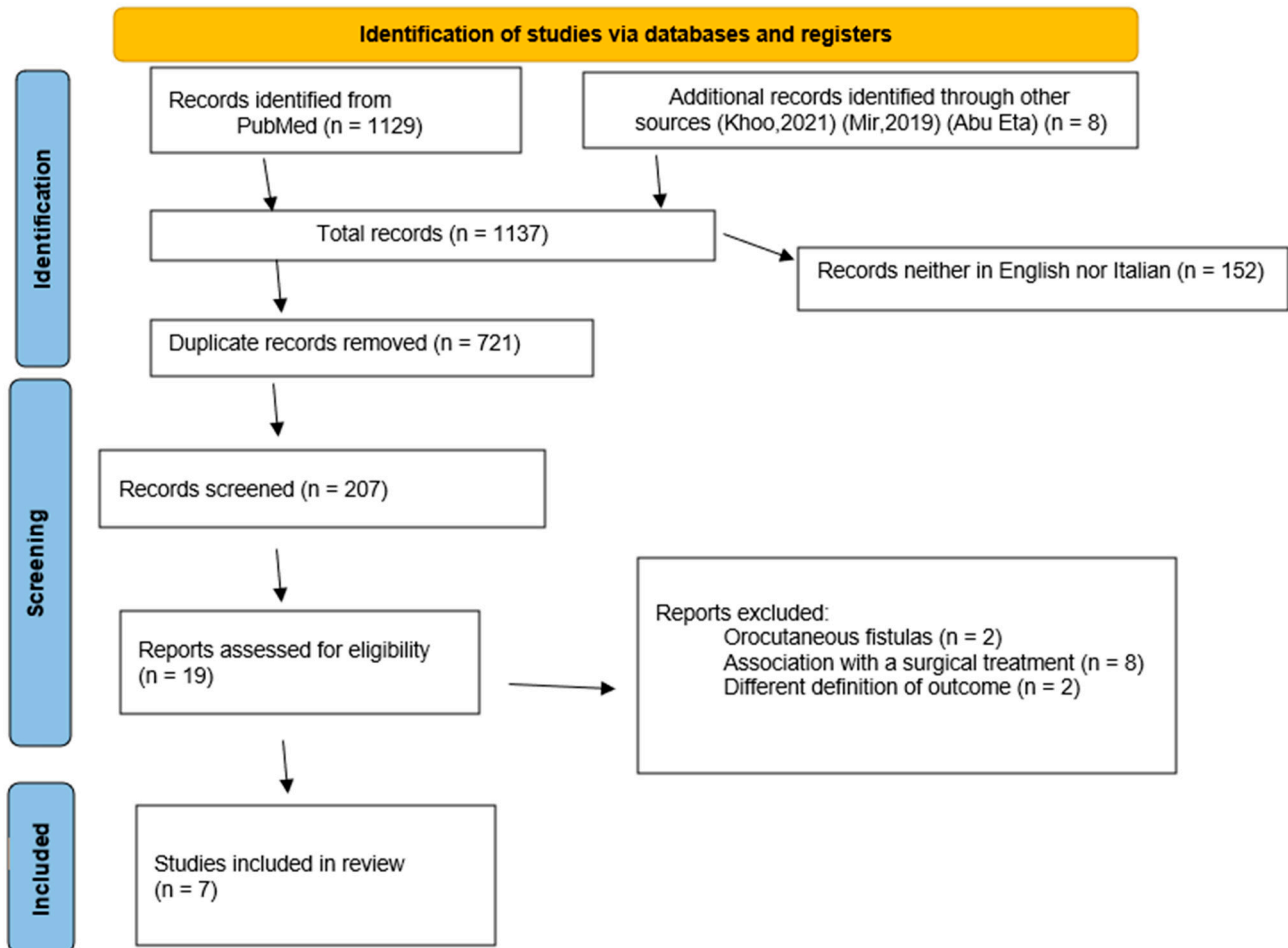 Identification of studies via databases and registers
Identification
Records identified from
PubMed (n = 1129)
Additional records identified through other
sources (Khoo,2021) (Mir,2019) (Abu Eta) (n = 8)
Total records (n = 1137)
Records neither in English nor Italian (n = 152)
Duplicate records removed (n = 721)
Screening
Records screened (n = 207)
Reports assessed for eligibility
(n = 19)
Reports excluded:
Orocutaneous fistulas (n = 2)
Association with a surgical treatment (n = 8)
Different definition of outcome (n = 2)
Included
Studies included in review
(n = 7)